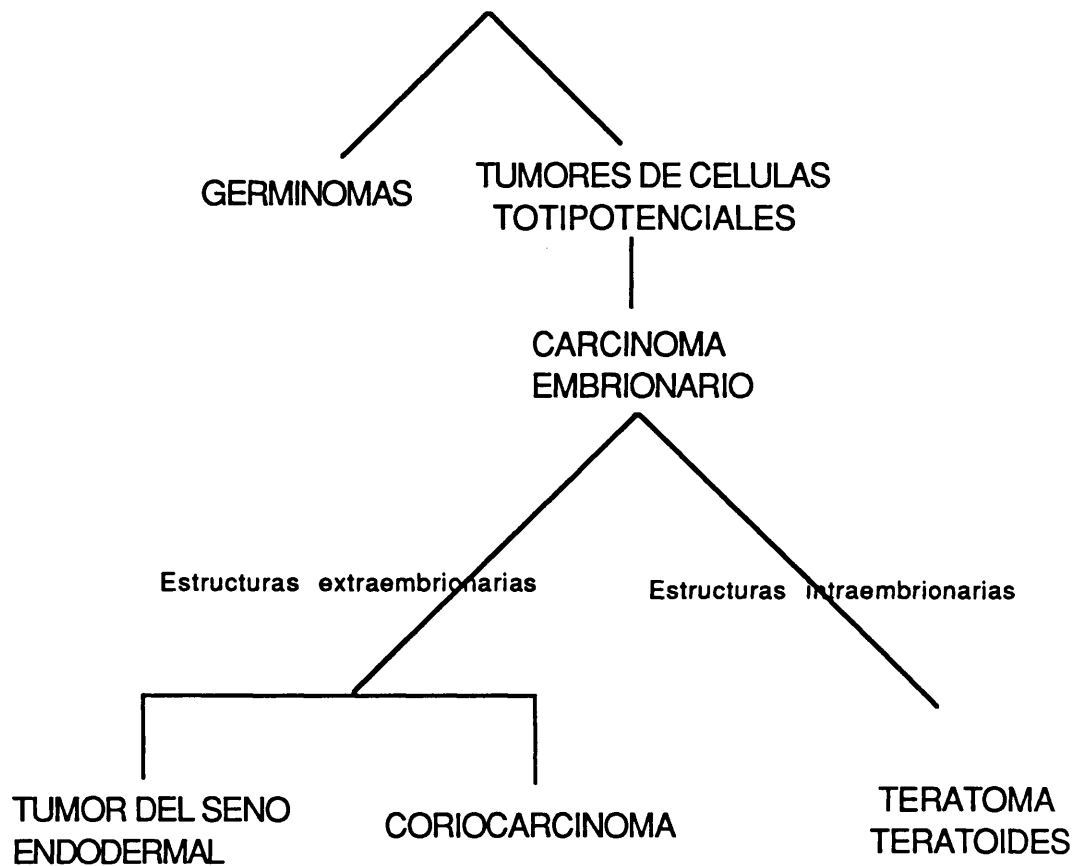 GERMINOMAS
TUMORES DE CELULAS
TOTIPOTENCIALES
CARCINOMA
EMBRIONARIO
Estructuras extraembrionarias
Estructuras intraembrionarias
TUMOR DEL SENO
ENDODERMAL
CORIOCARCINOMA
TERATOMA
TERATOIDES